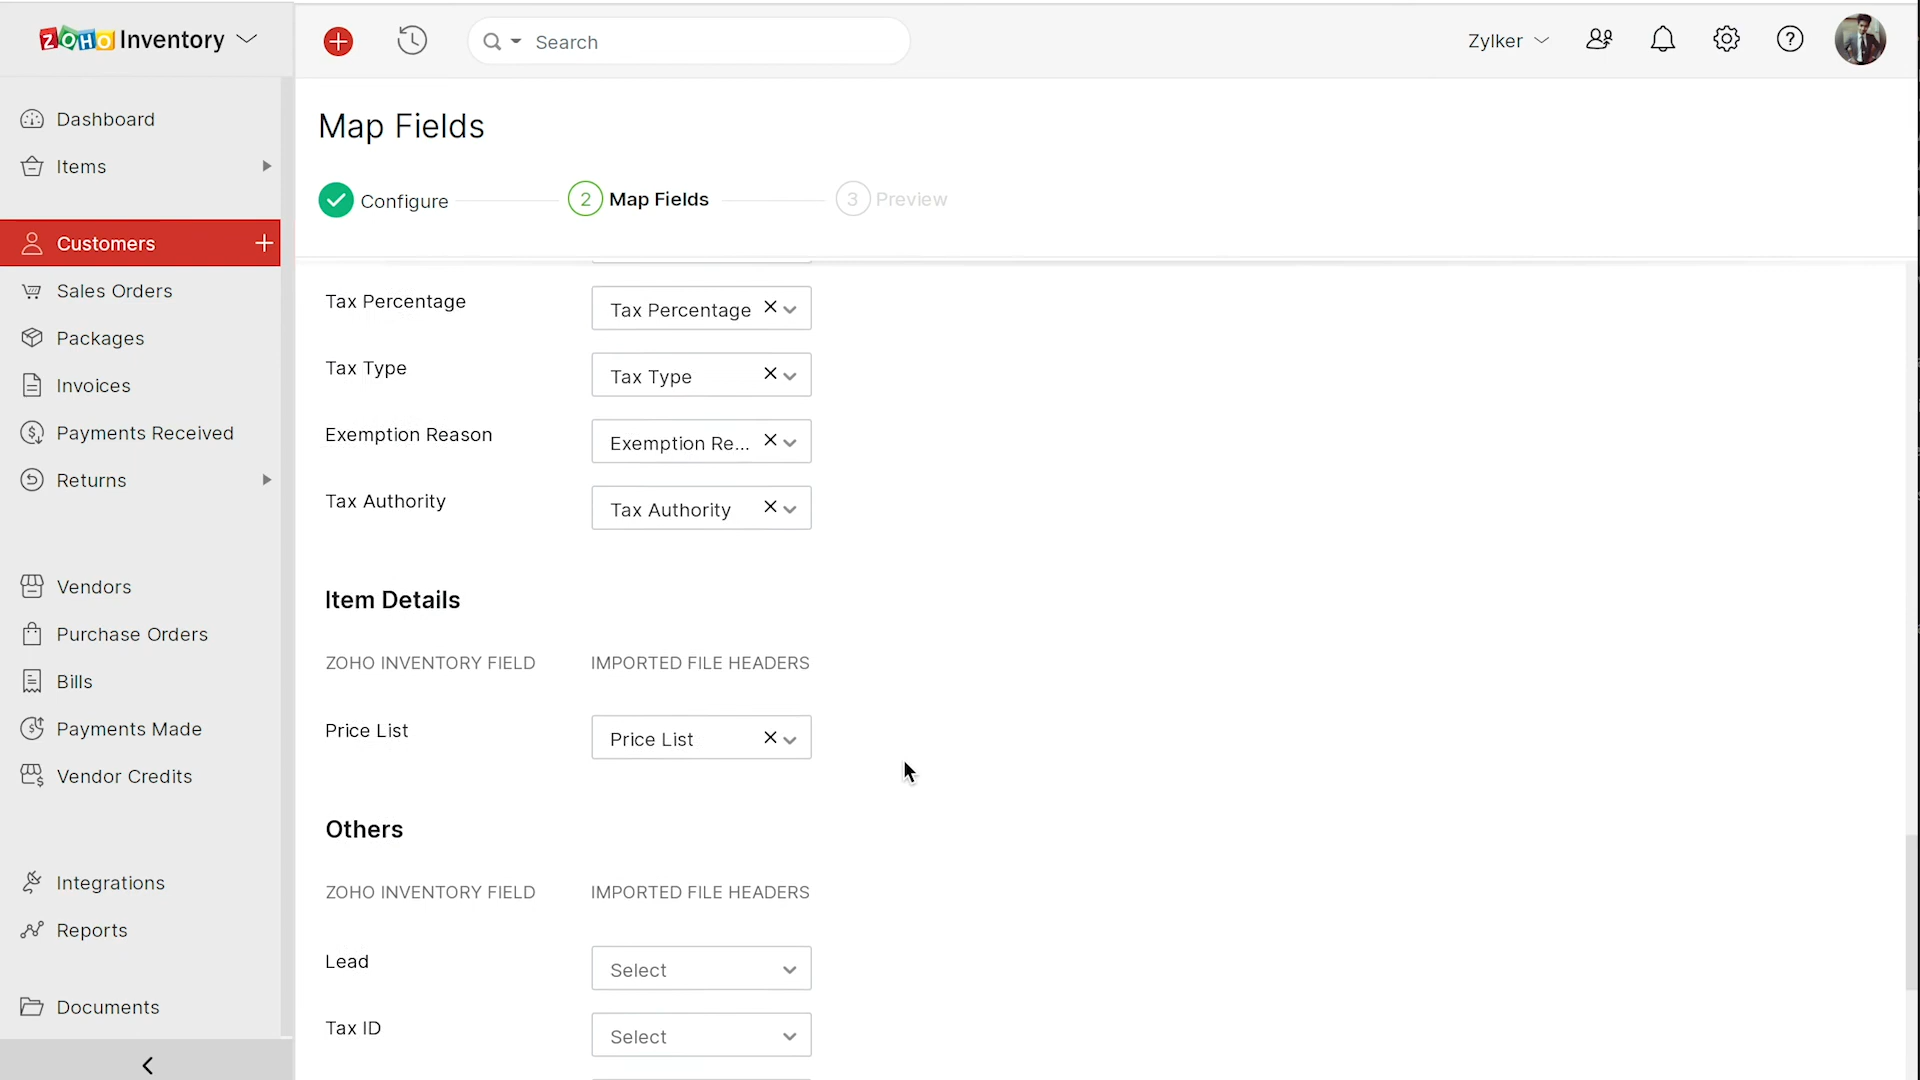 ZOHO Inventory
Search
Zylker
Dashboard
Items
Customers
Sales Orders
Packages
Invoices
Payments Received
Returns
Vendors
Purchase Orders
Bills
Payments Made
Vendor Credits
Integrations
Reports
Documents
Map Fields
Configure
2 Map Fields
3 Preview
Tax Percentage Tax Percentage
Tax Type Tax Type
Exemption Reason Exemption Re...
Tax Authority Tax Authority
Item Details
ZOHO INVENTORY FIELD IMPORTED FILE HEADERS
Price List Price List
Others
ZOHO INVENTORY FIELD IMPORTED FILE HEADERS
Lead Select
Tax ID Select